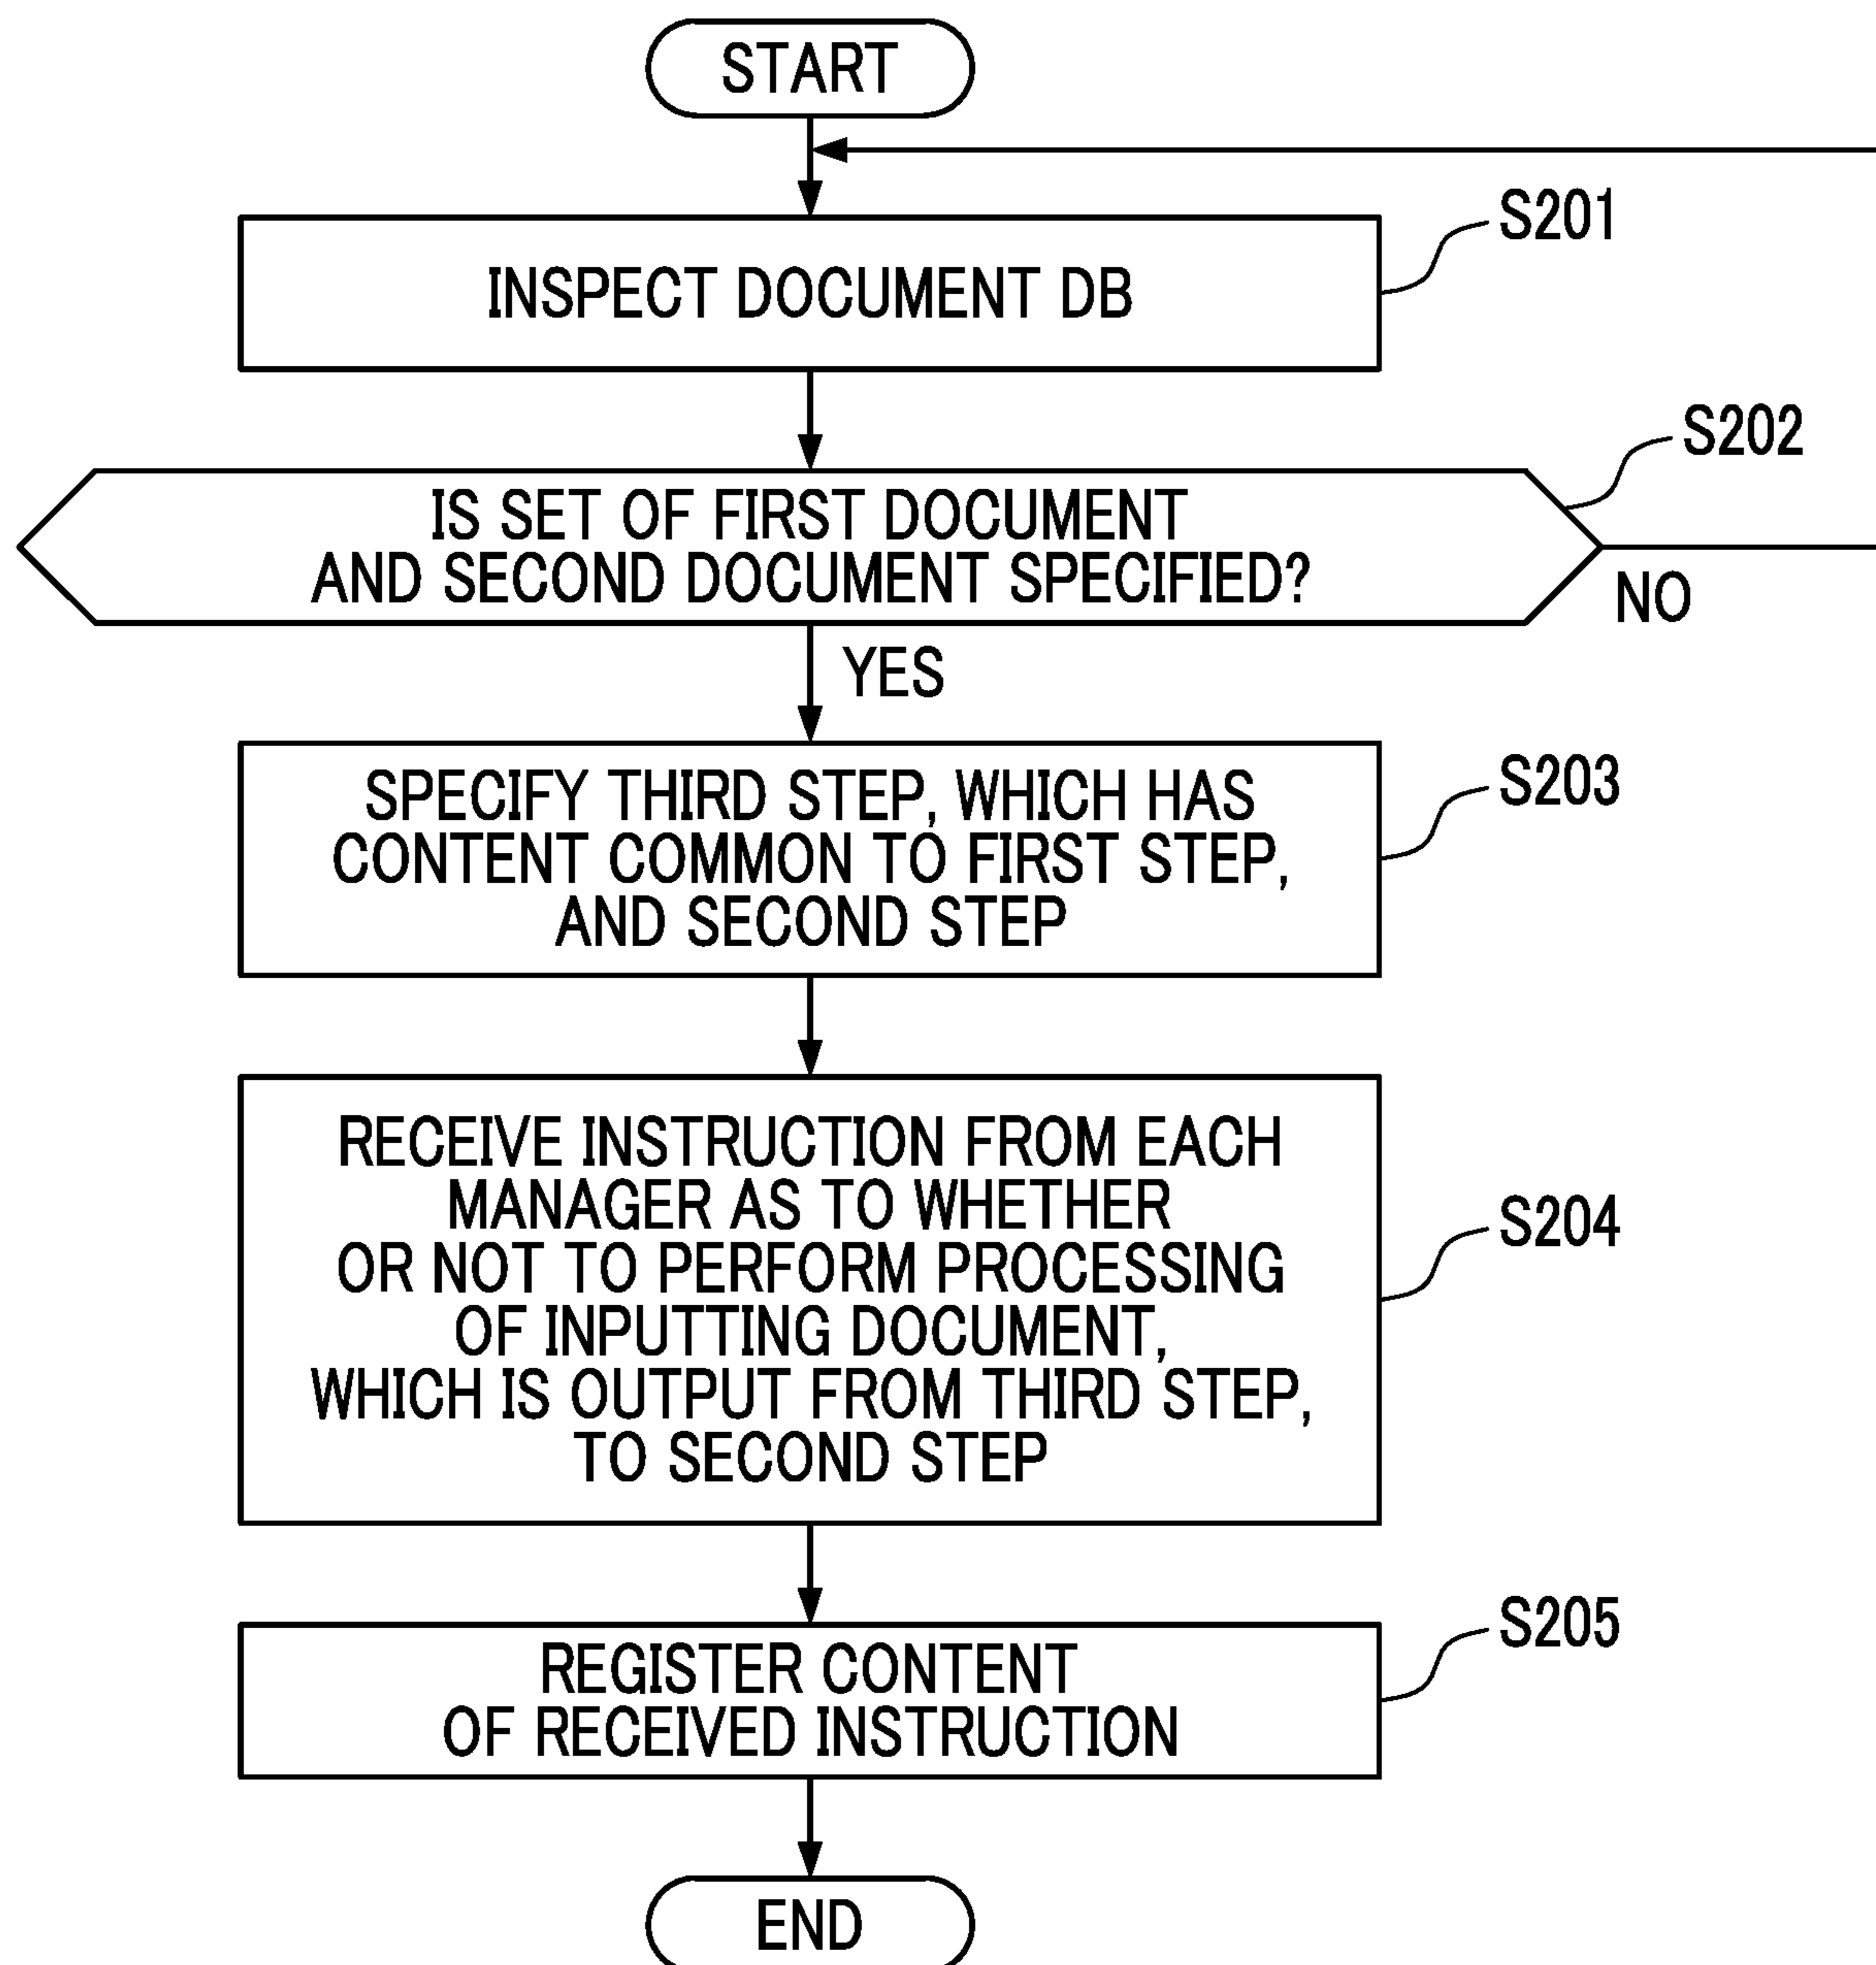 START
S201
INSPECT DOCUMENT DB
S202
IS SET OF FIRST DOCUMENT
AND SECOND DOCUMENT SPECIFIED?
NO
YES
S203
SPECIFY THIRD STEP, WHICH HAS
CONTENT COMMON TO FIRST STEP,
AND SECOND STEP
S204
RECEIVE INSTRUCTION FROM EACH
MANAGER AS TO WHETHER
OR NOT TO PERFORM PROCESSING
OF INPUTTING DOCUMENT,
WHICH IS OUTPUT FROM THIRD STEP,
TO SECOND STEP
S205
REGISTER CONTENT
OF RECEIVED INSTRUCTION
END